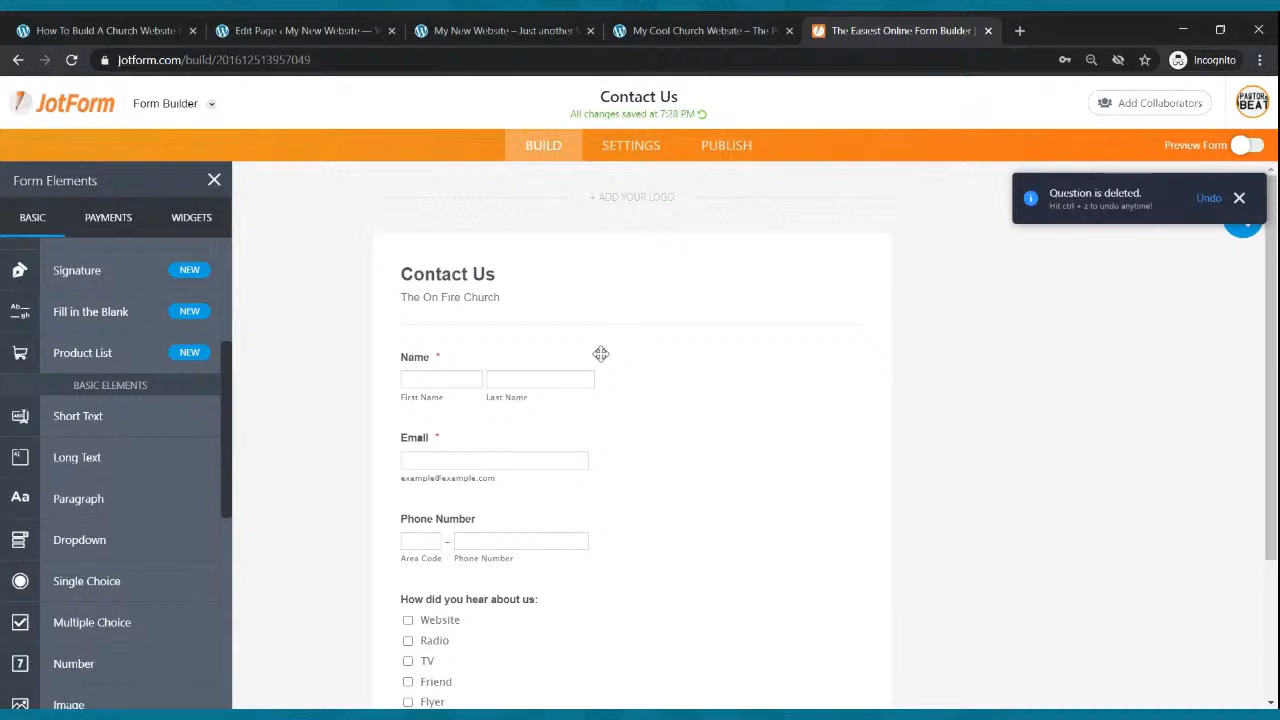 How To Build A Church Website
Edit Page ‹ My New Website —
My New Website – Just another
My Cool Church Website – The P
The Easiest Online Form Builder
jotform.com/build/201612513957049
Incognito
JotForm
Form Builder
Contact Us
All changes saved at 7:28 PM
Add Collaborators
PASTOR
BEAT
BUILD
SETTINGS
PUBLISH
Preview Form
Form Elements
BASIC
PAYMENTS
WIDGETS
Signature
NEW
Fill in the Blank
NEW
Product List
NEW
BASIC ELEMENTS
Short Text
Long Text
Paragraph
Dropdown
Single Choice
Multiple Choice
Number
Image
+ ADD YOUR LOGO
Question is deleted.
Hit ctrl + z to undo anytime!
Undo
Contact Us
The On Fire Church
Name *
First Name
Last Name
Email *
example@example.com
Phone Number
Area Code
Phone Number
How did you hear about us:
Website
Radio
TV
Friend
Flyer